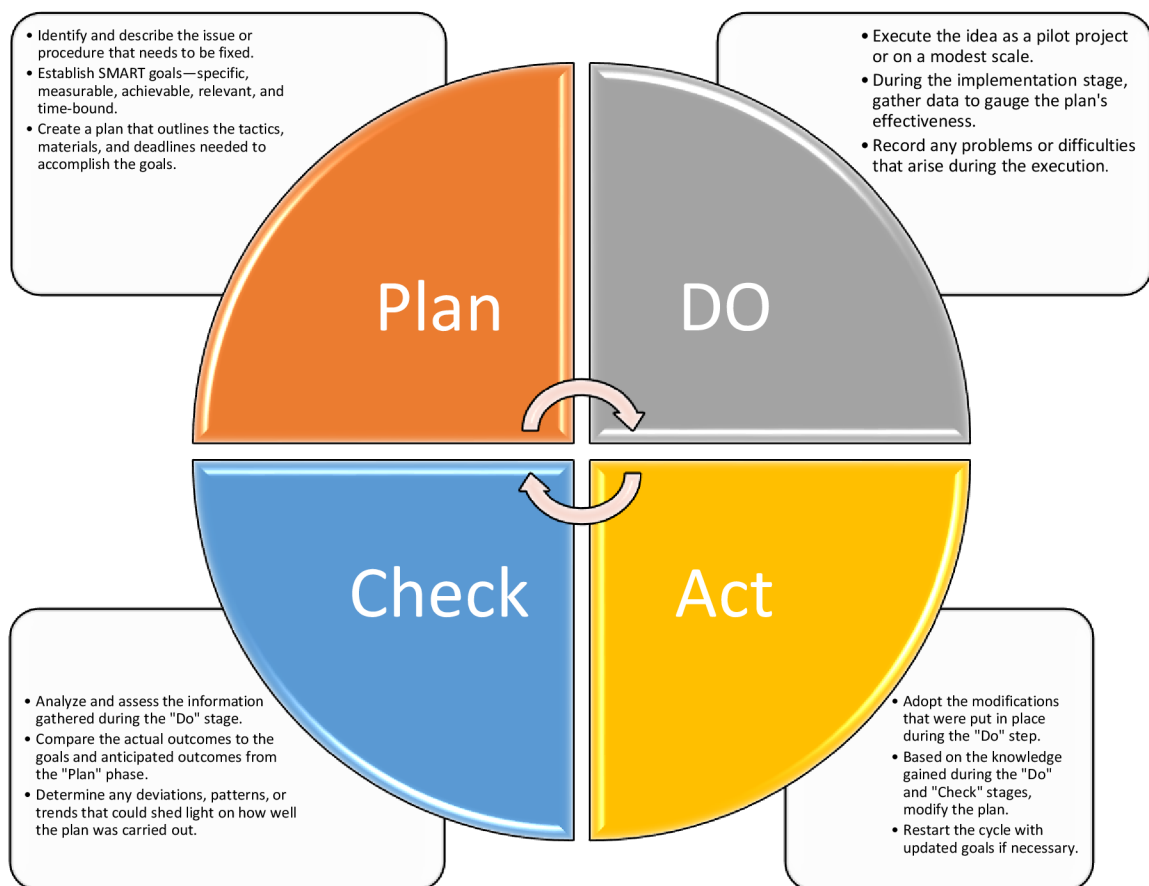 • Identify and describe the issue or
procedure that needs to be fixed.
• Establish SMART goals—specific,
measurable, achievable, relevant, and
time-bound.
• Create a plan that outlines the tactics,
materials, and deadlines needed to
accomplish the goals.
• Execute the idea as a pilot project
or on a modest scale.
• During the implementation stage,
gather data to gauge the plan's
effectiveness.
• Record any problems or difficulties
that arise during the execution.
Plan
DO
Check
Act
• Analyze and assess the information
gathered during the "Do" stage.
• Compare the actual outcomes to the
goals and anticipated outcomes from
the "Plan" phase.
• Determine any deviations, patterns, or
trends that could shed light on how well
the plan was carried out.
• Adopt the modifications
that were put in place
during the "Do" step.
• Based on the knowledge
gained during the "Do"
and "Check" stages,
modify the plan.
• Restart the cycle with
updated goals if necessary.